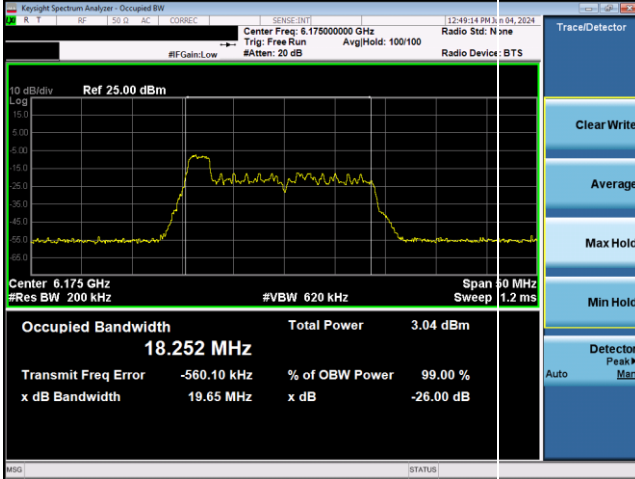 Keysight Spectrum Analyzer - Occupied BW
R T RF 50 Ω AC CORREC SENSE:INT 12:49:14 PM Jun 04, 2024
Center Freq: 6.175000000 GHz Radio Std: None
Trig: Free Run Avg|Hold: 100/100
#IFGain:Low #Atten: 20 dB Radio Device: BTS
Trace/Detector
10 dB/div Ref 25.00 dBm
Log
15.0
5.00
-5.00
-15.0
-25.0
-35.0
-45.0
-55.0
-65.0
Center 6.175 GHz Span 50 MHz
#Res BW 200 kHz #VBW 620 kHz Sweep 1.2 ms
Occupied Bandwidth Total Power 3.04 dBm
18.252 MHz
Transmit Freq Error -560.10 kHz % of OBW Power 99.00 %
x dB Bandwidth 19.65 MHz x dB -26.00 dB
Clear Write
Average
Max Hold
Min Hold
Detector
Peak
Auto Man
MSG STATUS